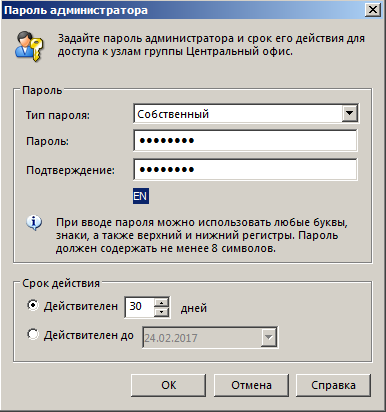 Пароль администратора
Задайте пароль администратора и срок его действия для
доступа к узлам группы Центральный офис.
Пароль
Тип пароля: Собственный
Пароль: ●●●●●●●●
Подтверждение: ●●●●●●●●
EN
При вводе пароля можно использовать любые буквы,
знаки, а также верхний и нижний регистры. Пароль
должен содержать не менее 8 символов.
Срок действия
Действителен 30 дней
Действителен до 24.02.2017
ОК Отмена Справка